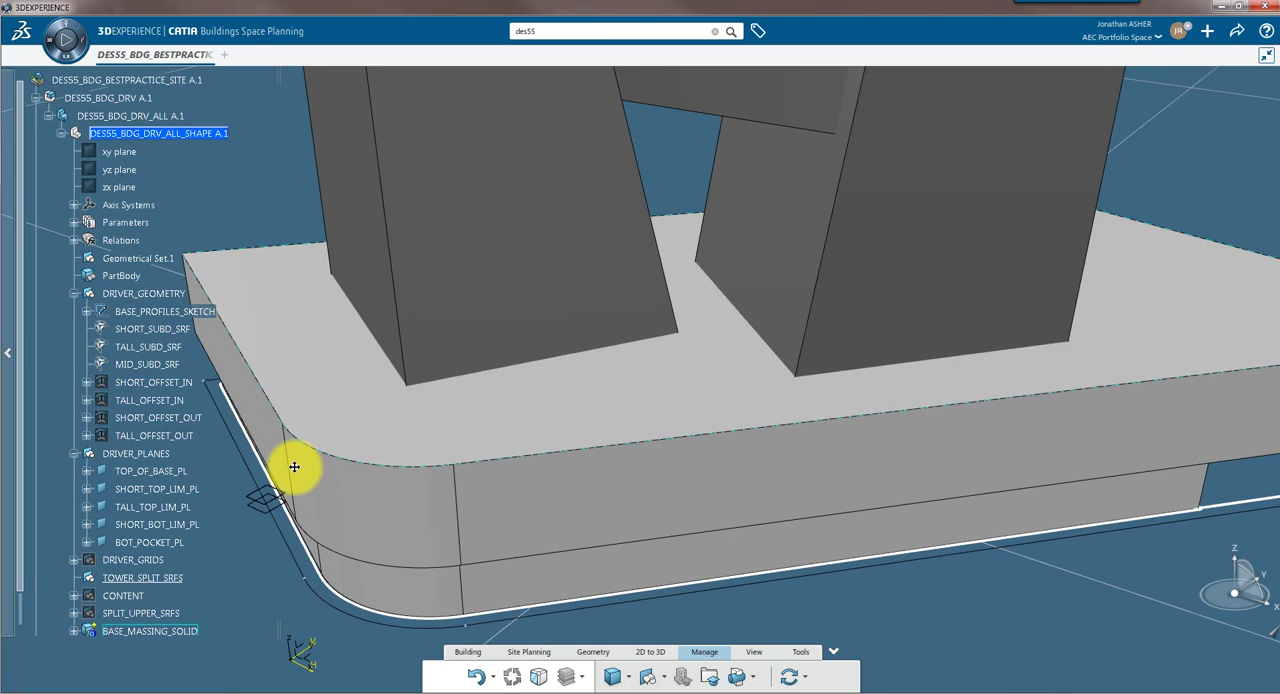 3DEXPERIENCE
3DEXPERIENCE | CATIA Buildings Space Planning
des55
Jonathan ASHER
AEC Portfolio Space
JA
DES55_BDG_BESTPRACTIC
DES55_BDG_BESTPRACTICE_SITE A.1
DES55_BDG_DRV A.1
DES55_BDG_DRV_ALL A.1
DES55_BDG_DRV_ALL_SHAPE A.1
xy plane
yz plane
zx plane
Axis Systems
Parameters
Relations
Geometrical Set.1
PartBody
DRIVER_GEOMETRY
BASE_PROFILES_SKETCH
SHORT_SUBD_SRF
TALL_SUBD_SRF
MID_SUBD_SRF
SHORT_OFFSET_IN
TALL_OFFSET_IN
SHORT_OFFSET_OUT
TALL_OFFSET_OUT
DRIVER_PLANES
TOP_OF_BASE_PL
SHORT_TOP_LIM_PL
TALL_TOP_LIM_PL
SHORT_BOT_LIM_PL
BOT_POCKET_PL
DRIVER_GRIDS
TOWER_SPLIT_SRFS
CONTENT
SPLIT_UPPER_SRFS
BASE_MASSING_SOLID
Z
Y
X
Building Site Planning Geometry 2D to 3D Manage View Tools